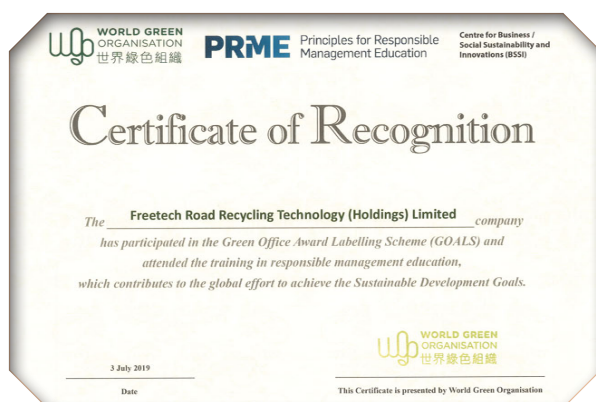 WORLD GREEN
ORGANISATION
世界綠色組織
PRME
Principles for Responsible
Management Education
Centre for Business /
Social Sustainability and
Innovations (BSSI)
Certificate of Recognition
The Freetech Road Recycling Technology (Holdings) Limited company
has participated in the Green Office Award Labelling Scheme (GOALS) and
attended the training in responsible management education,
which contributes to the global effort to achieve the Sustainable Development Goals.
WORLD GREEN
ORGANISATION
世界綠色組織
3 July 2019
Date
This Certificate is presented by World Green Organisation